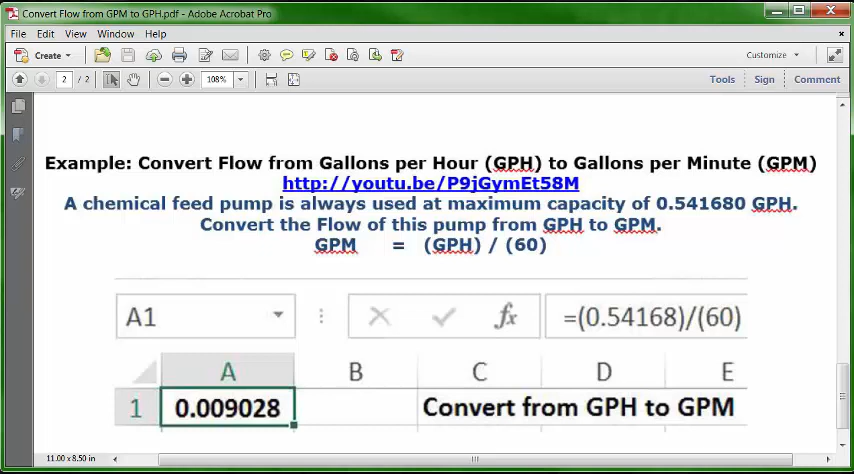 Convert Flow from GPM to GPH.pdf - Adobe Acrobat Pro
File Edit View Window Help
Create Customize
2 / 2 108% Tools Sign Comment
Example: Convert Flow from Gallons per Hour (GPH) to Gallons per Minute (GPM)
http://youtu.be/P9jGymEt58M
A chemical feed pump is always used at maximum capacity of 0.541680 GPH.
Convert the Flow of this pump from GPH to GPM.
GPM = (GPH) / (60)
A1 fx =(0.54168)/(60)
A B C D E
1 0.009028 Convert from GPH to GPM
11.00 x 8.50 in